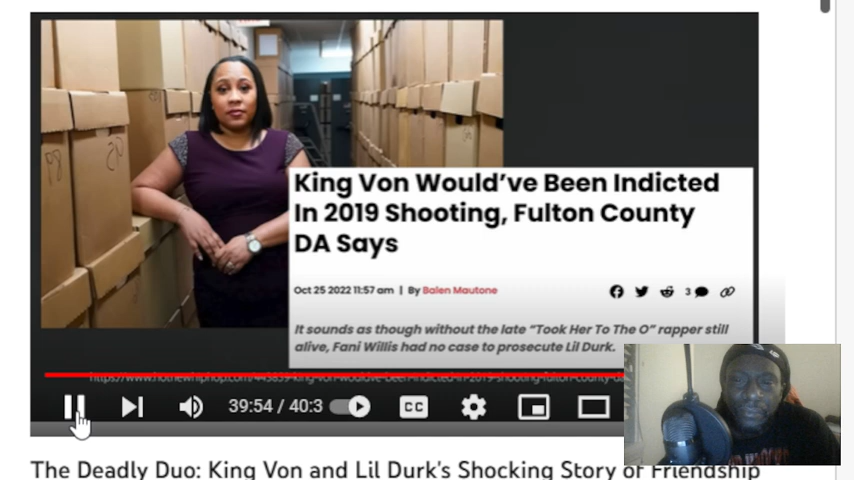 King Von Would've Been Indicted
In 2019 Shooting, Fulton County
DA Says
Oct 25 2022 11:57 am | By Balen Mautone
3
It sounds as though without the late "Took Her To The O" rapper still
alive, Fani Willis had no case to prosecute Lil Durk.
39:54 / 40:3
CC
The Deadly Duo: King Von and Lil Durk's Shocking Story of Friendship